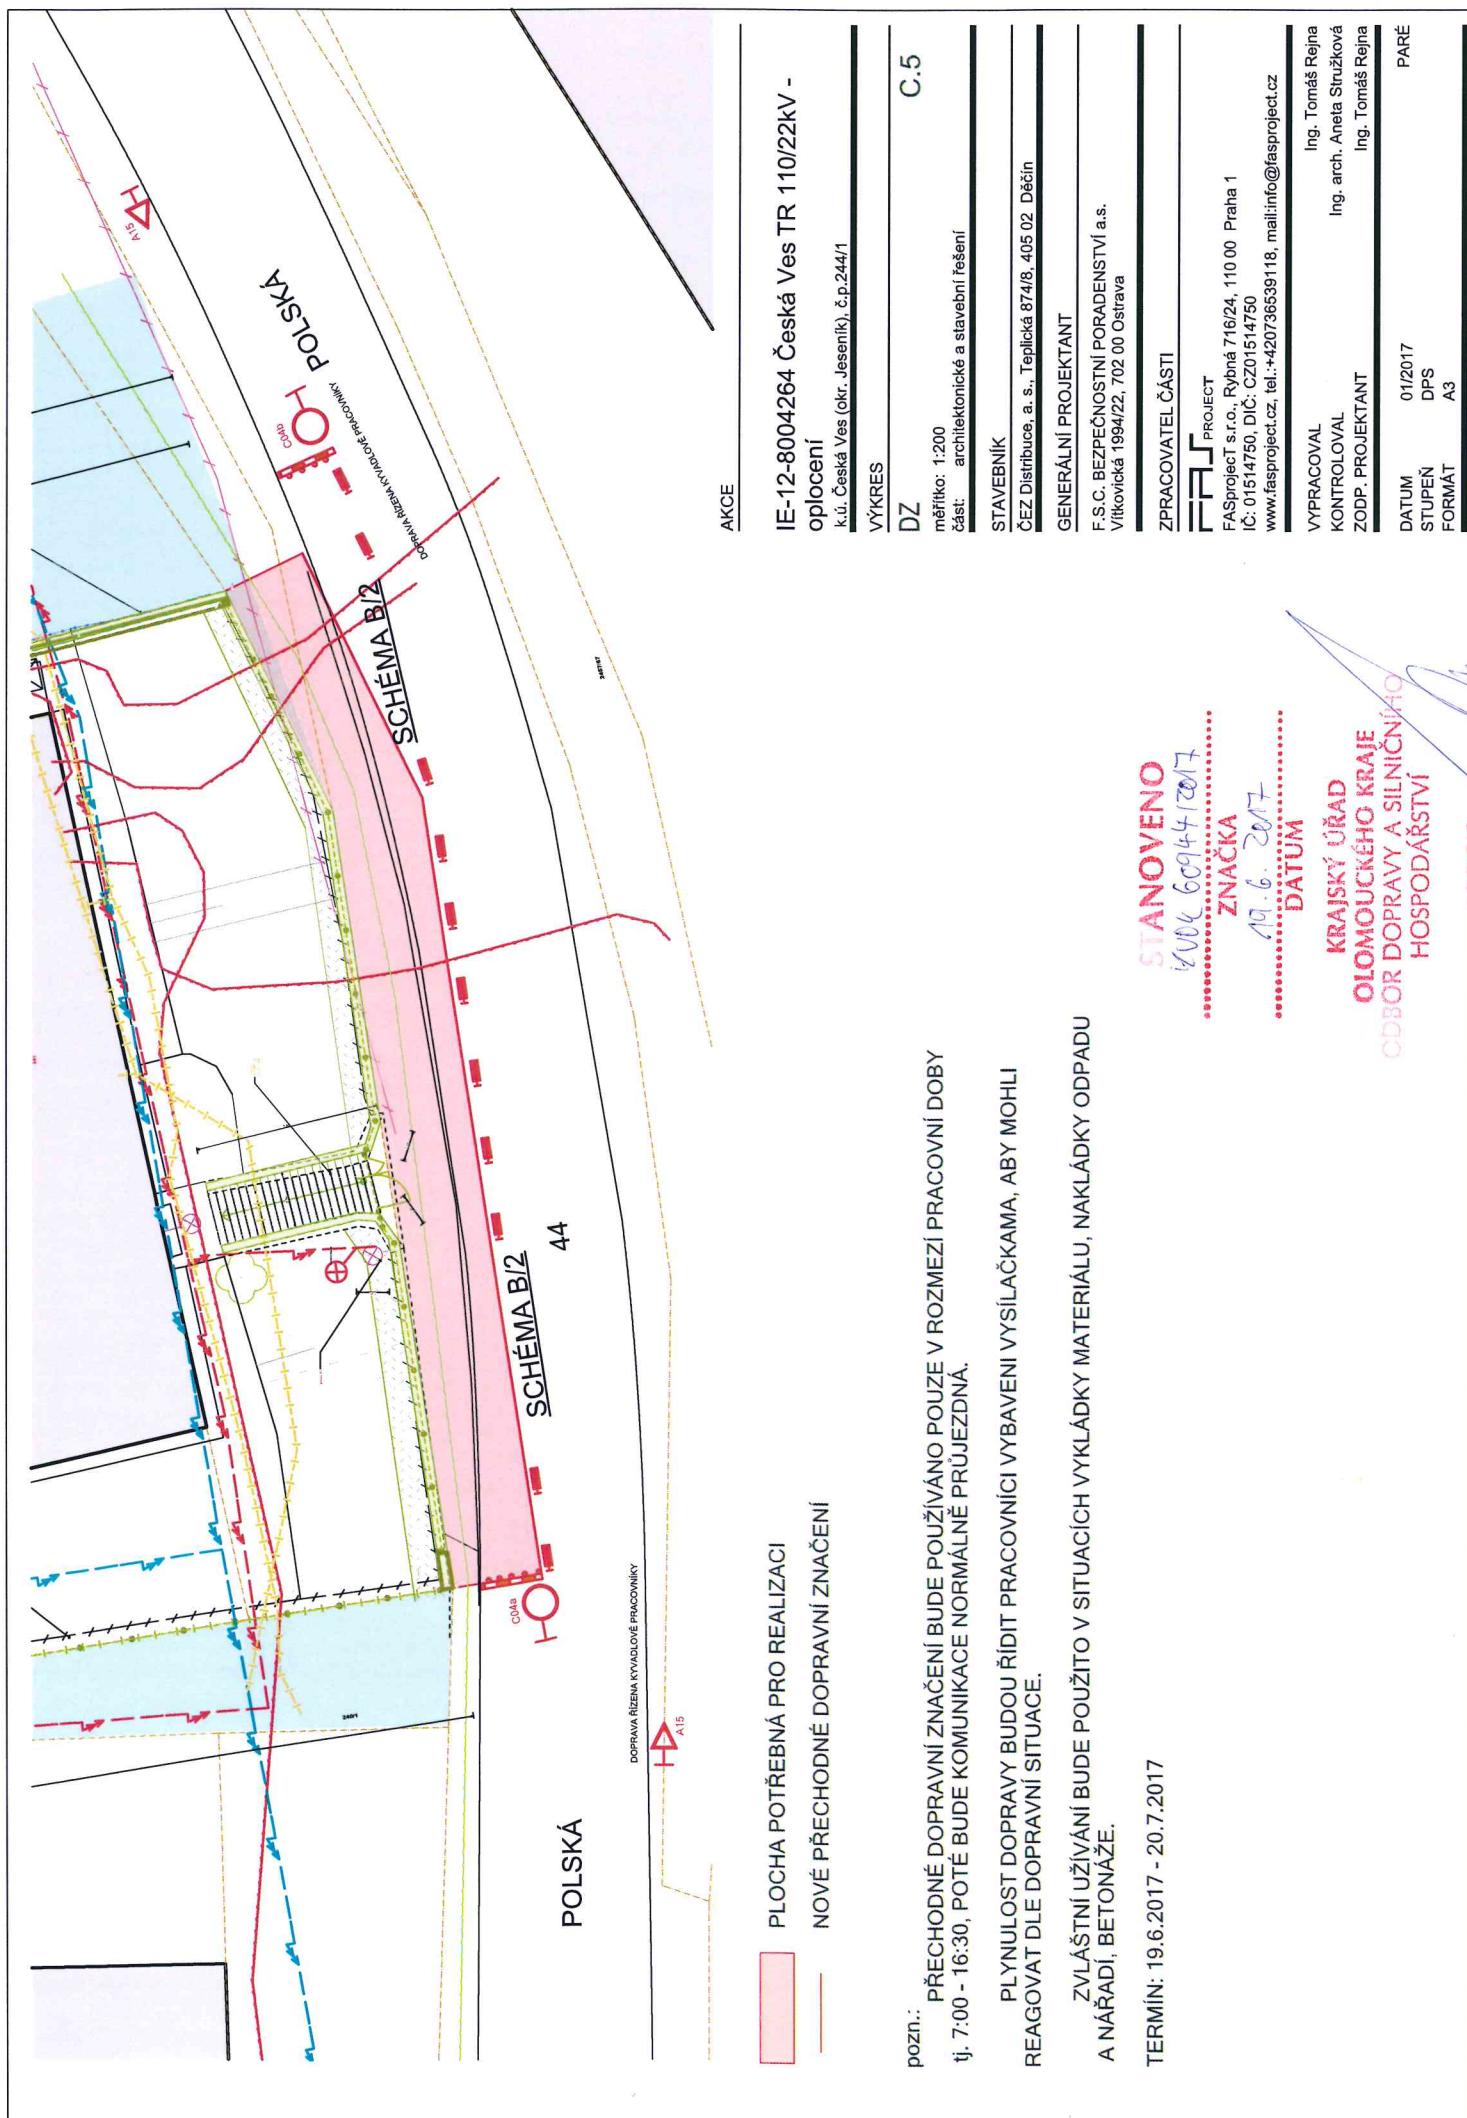 A15
POLSKÁ
C04b
DOPRAVA ŘÍZENA KYVADLOVĚ PRACOVNÍKY
SCHÉMA B/2
2487/67
SCHÉMA B/2
44
C04a
240/1
DOPRAVA ŘÍZENA KYVADLOVĚ PRACOVNÍKY
A15
POLSKÁ
PLOCHA POTŘEBNÁ PRO REALIZACI
NOVÉ PŘECHODNÉ DOPRAVNÍ ZNAČENÍ
pozn.:
PŘECHODNÉ DOPRAVNÍ ZNAČENÍ BUDE POUŽÍVÁNO POUZE V ROZMEZÍ PRACOVNÍ DOBY
tj. 7:00 - 16:30, POTÉ BUDE KOMUNIKACE NORMÁLNĚ PRŮJEZDNÁ.
PLYNULOST DOPRAVY BUDOU ŘÍDIT PRACOVNÍCI VYBAVENI VYSÍLAČKAMA, ABY MOHLI
REAGOVAT DLE DOPRAVNÍ SITUACE.
ZVLÁŠTNÍ UŽÍVÁNÍ BUDE POUŽITO V SITUACÍCH VYKLÁDKY MATERIÁLU, NAKLÁDKY ODPADU
A NÁŘADÍ, BETONÁŽE.
TERMÍN: 19.6.2017 - 20.7.2017
STANOVENO
KUOK 60944/2017
ZNAČKA
19. 6. 2017
DATUM
KRAJSKÝ ÚŘAD
OLOMOUCKÉHO KRAJE
ODBOR DOPRAVY A SILNIČNÍHO
HOSPODÁŘSTVÍ
AKCE
IE-12-8004264 Česká Ves TR 110/22kV -
oplocení
k.ú. Česká Ves (okr. Jeseník), č.p.244/1
VÝKRES
DZ C.5
měřítko: 1:200
část: architektonické a stavební řešení
STAVEBNÍK
ČEZ Distribuce, a. s., Teplická 874/8, 405 02 Děčín
GENERÁLNÍ PROJEKTANT
F.S.C. BEZPEČNOSTNÍ PORADENSTVÍ a.s.
Vítkovická 1994/22, 702 00 Ostrava
ZPRACOVATEL ČÁSTI
FAS PROJECT
FASprojecT s.r.o., Rybná 716/24, 110 00 Praha 1
IČ: 01514750, DIČ: CZ01514750
www.fasproject.cz, tel.:+420736539118, mail:info@fasproject.cz
VYPRACOVAL Ing. Tomáš Rejna
KONTROLOVAL Ing. arch. Aneta Stružková
ZODP. PROJEKTANT Ing. Tomáš Rejna
DATUM 01/2017 PARÉ
STUPEŇ DPS
FORMÁT A3